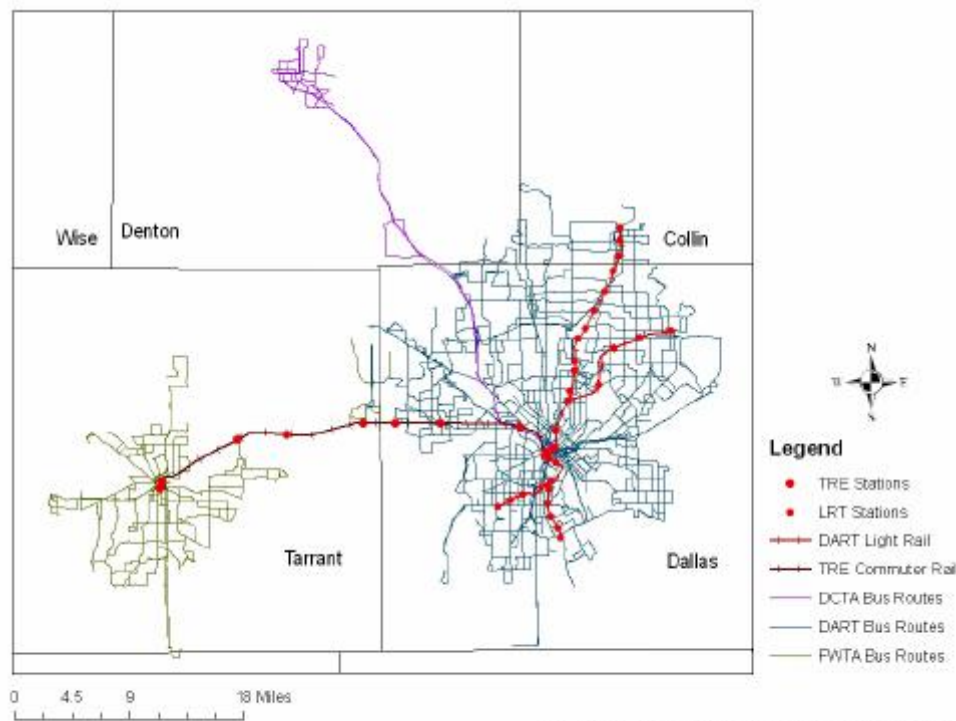 Wise
Denton
Collin
Tarrant
Dallas
N
E
S
Legend
TRE Stations
LRT Stations
DART Light Rail
TRE Commuter Rail
DCTA Bus Routes
DART Bus Routes
FWTA Bus Routes
0 4.5 9 18 Miles